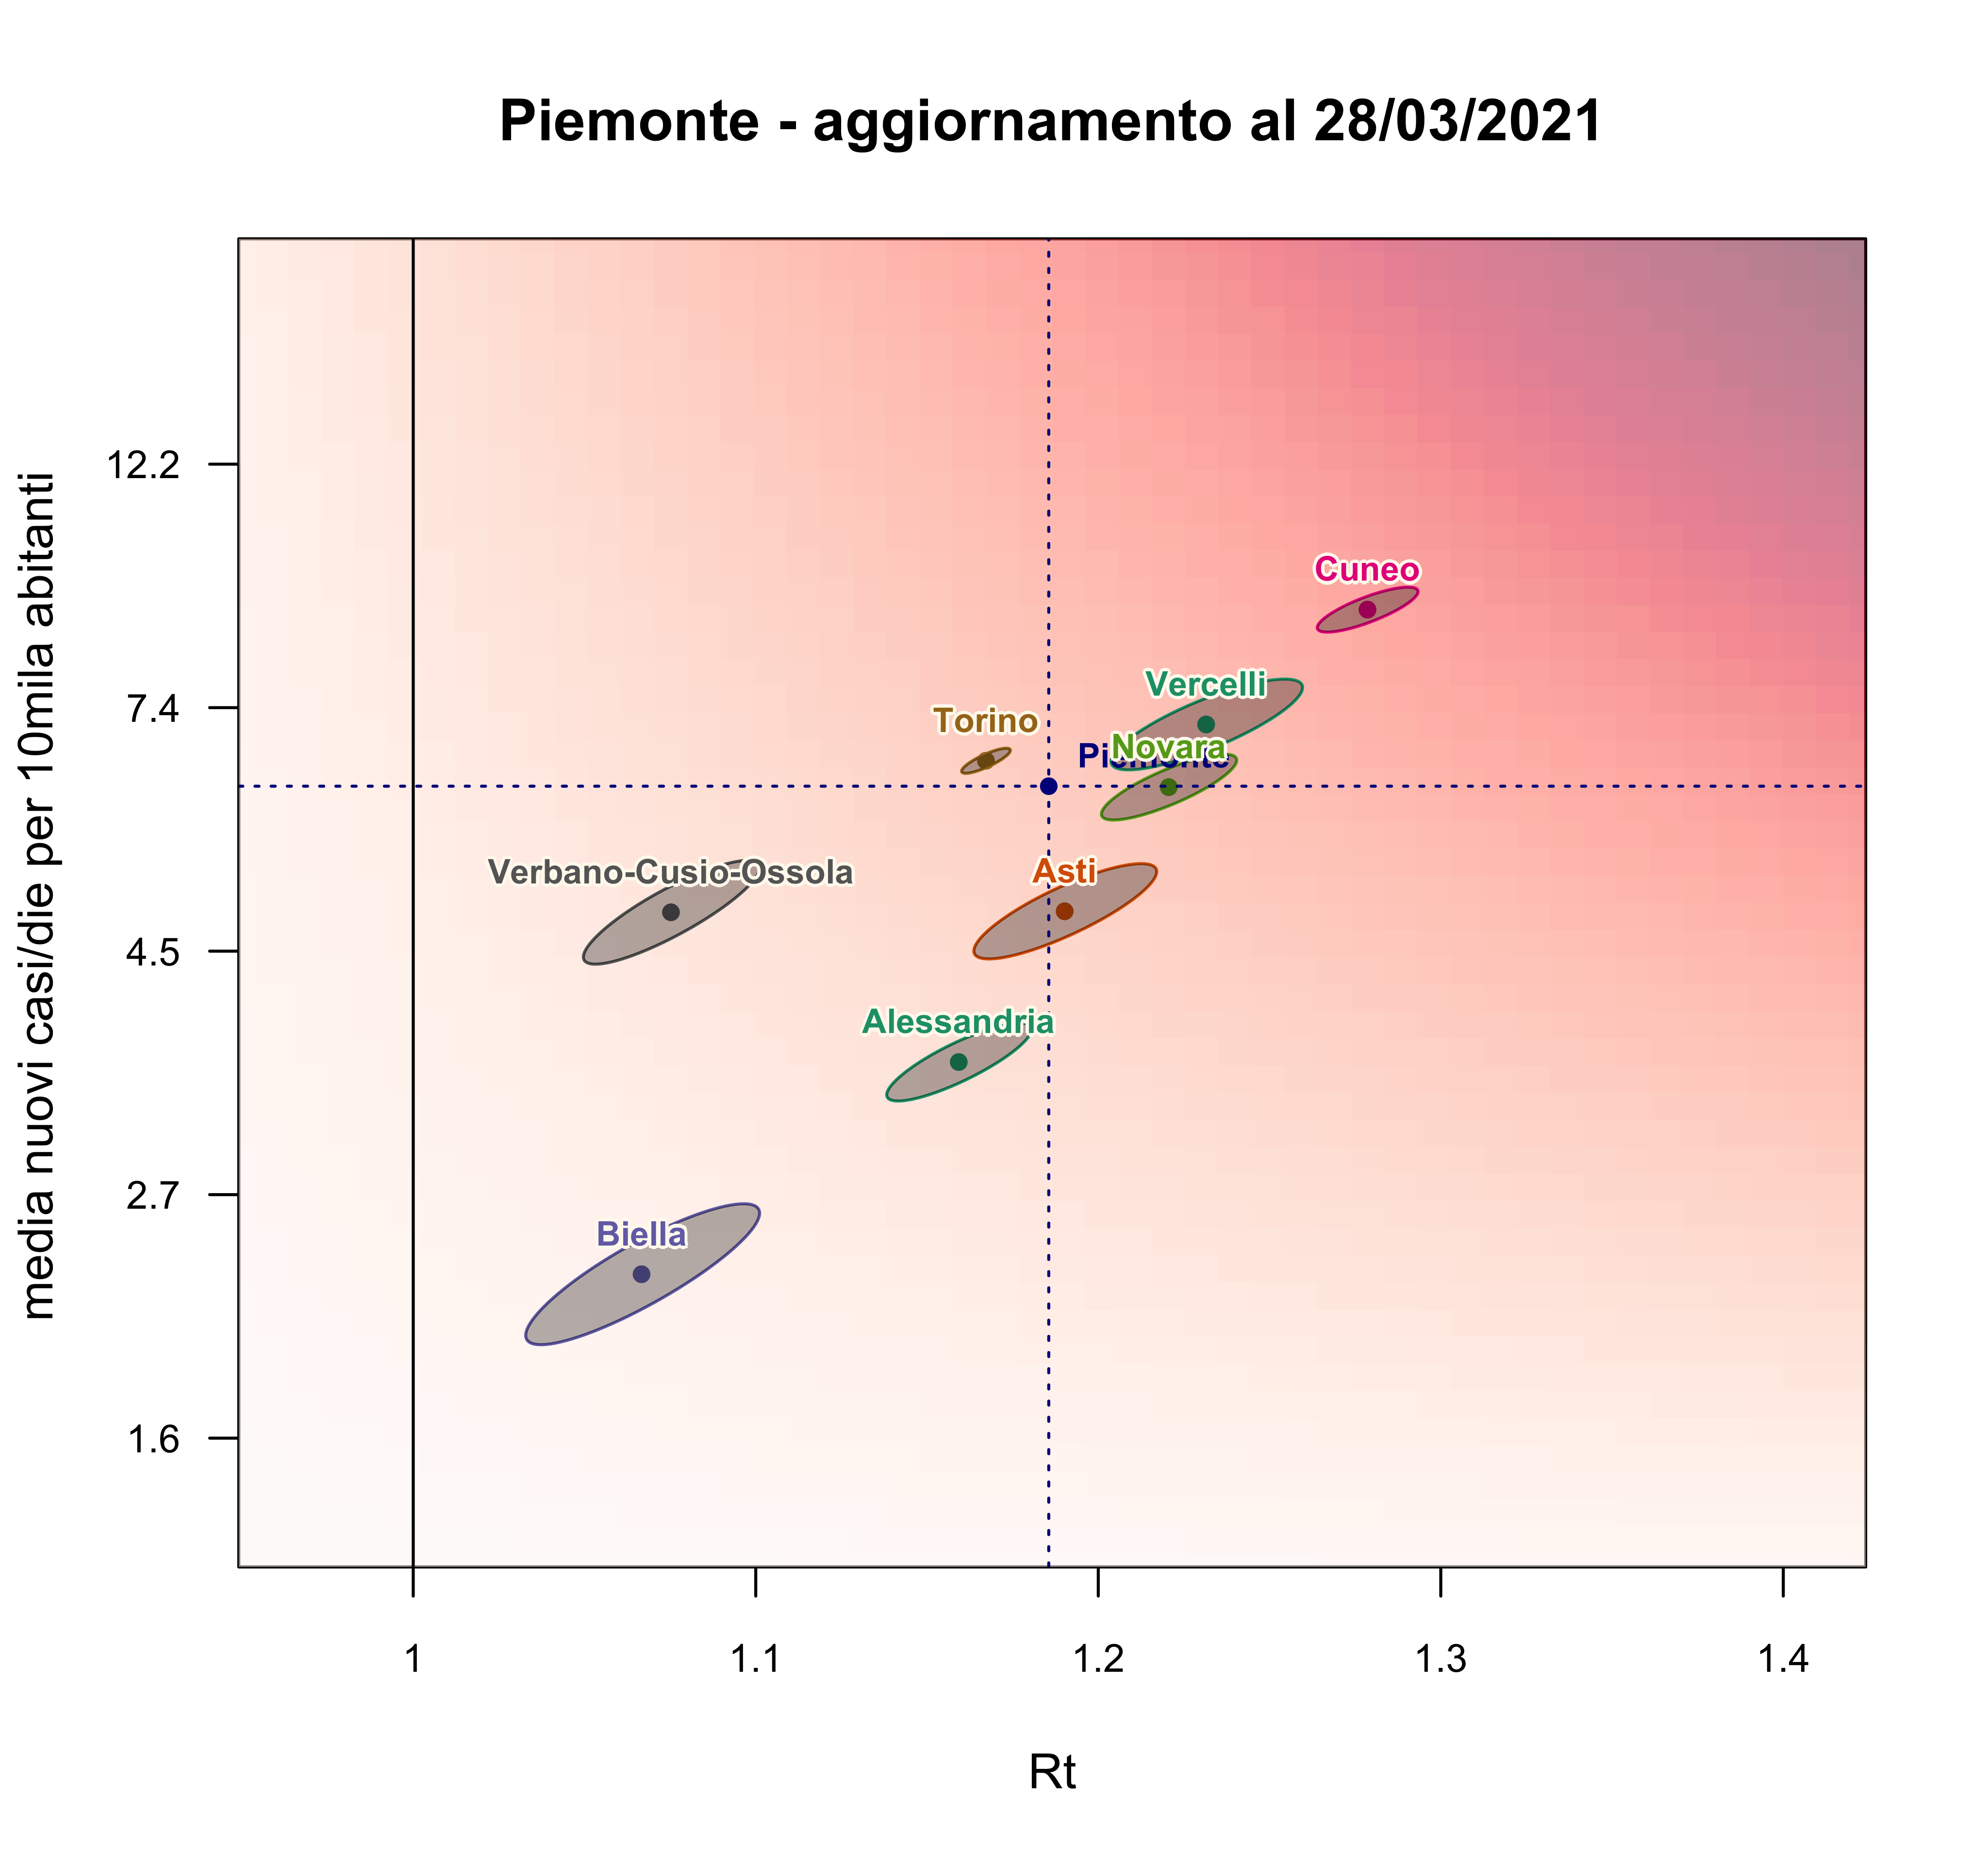 Piemonte - aggiornamento al 28/03/2021
media nuovi casi/die per 10mila abitanti
12.2
7.4
4.5
2.7
1.6
Cuneo
Vercelli
Torino
Novara
Piemonte
Verbano-Cusio-Ossola
Asti
Alessandria
Biella
1
1.1
1.2
1.3
1.4
Rt